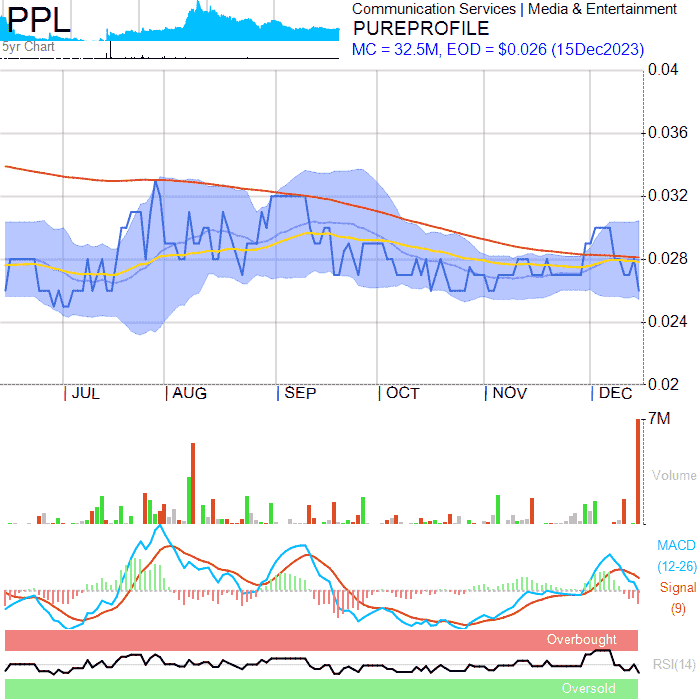 PPL
5yr Chart
Communication Services | Media & Entertainment
PUREPROFILE
MC = 32.5M, EOD = $0.026 (15Dec2023)
0.04
0.036
0.032
0.028
0.024
0.02
JUL AUG SEP OCT NOV DEC
7M
Volume
MACD
(12-26)
Signal
(9)
Overbought
RSI(14)
Oversold